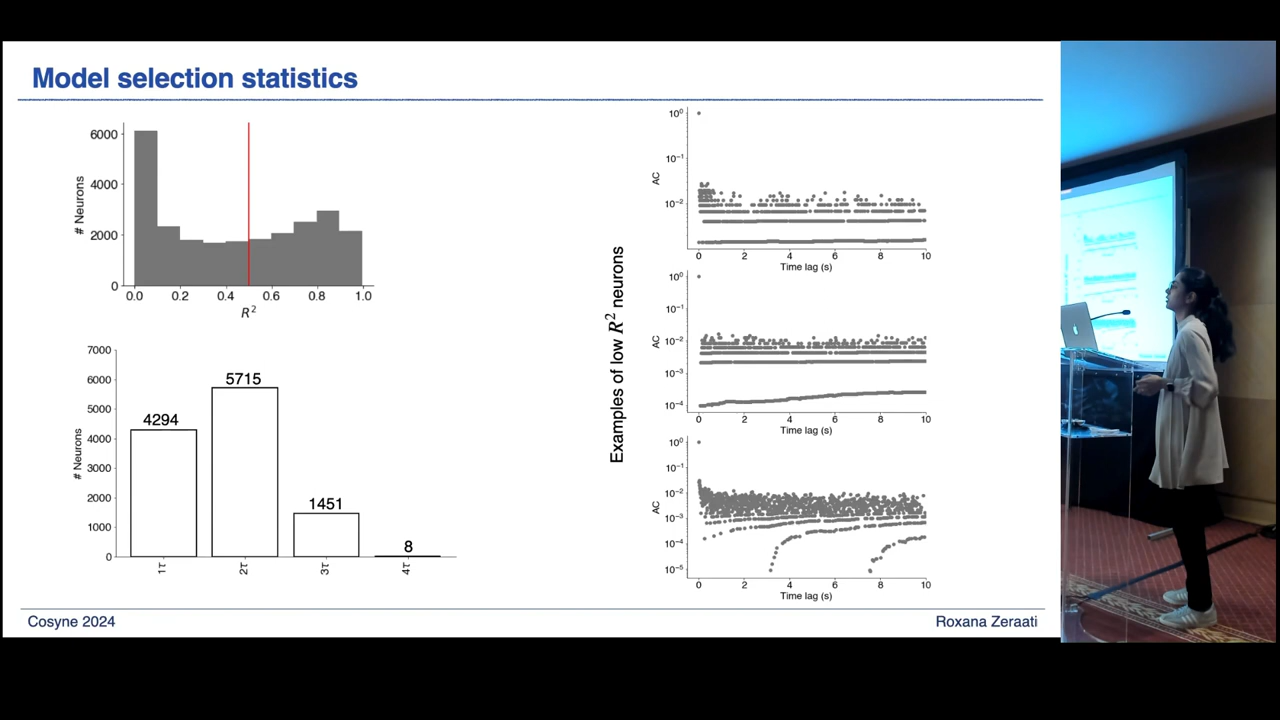 Model selection statistics
6000
4000
2000
0
# Neurons
0.0 0.2 0.4 0.6 0.8 1.0
R²
7000
6000
5000
4000
3000
2000
1000
0
# Neurons
4294
5715
1451
8
1τ 2τ 3τ 4τ
Examples of low R² neurons
10⁰
10⁻¹
10⁻²
AC
0 2 4 6 8 10
Time lag (s)
10⁰
10⁻¹
10⁻²
10⁻³
10⁻⁴
AC
0 2 4 6 8 10
Time lag (s)
10⁰
10⁻¹
10⁻²
10⁻³
10⁻⁴
10⁻⁵
AC
0 2 4 6 8 10
Time lag (s)
Cosyne 2024
Roxana Zeraati